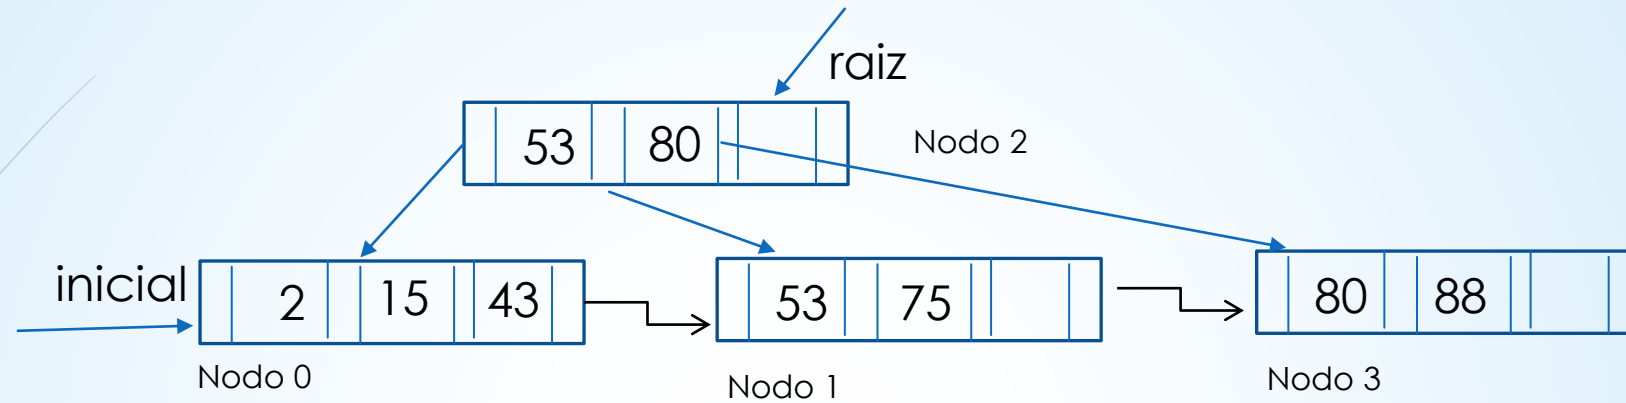 raiz
53 80
Nodo 2
inicial
2 15 43
53 75
80 88
Nodo 0
Nodo 1
Nodo 3